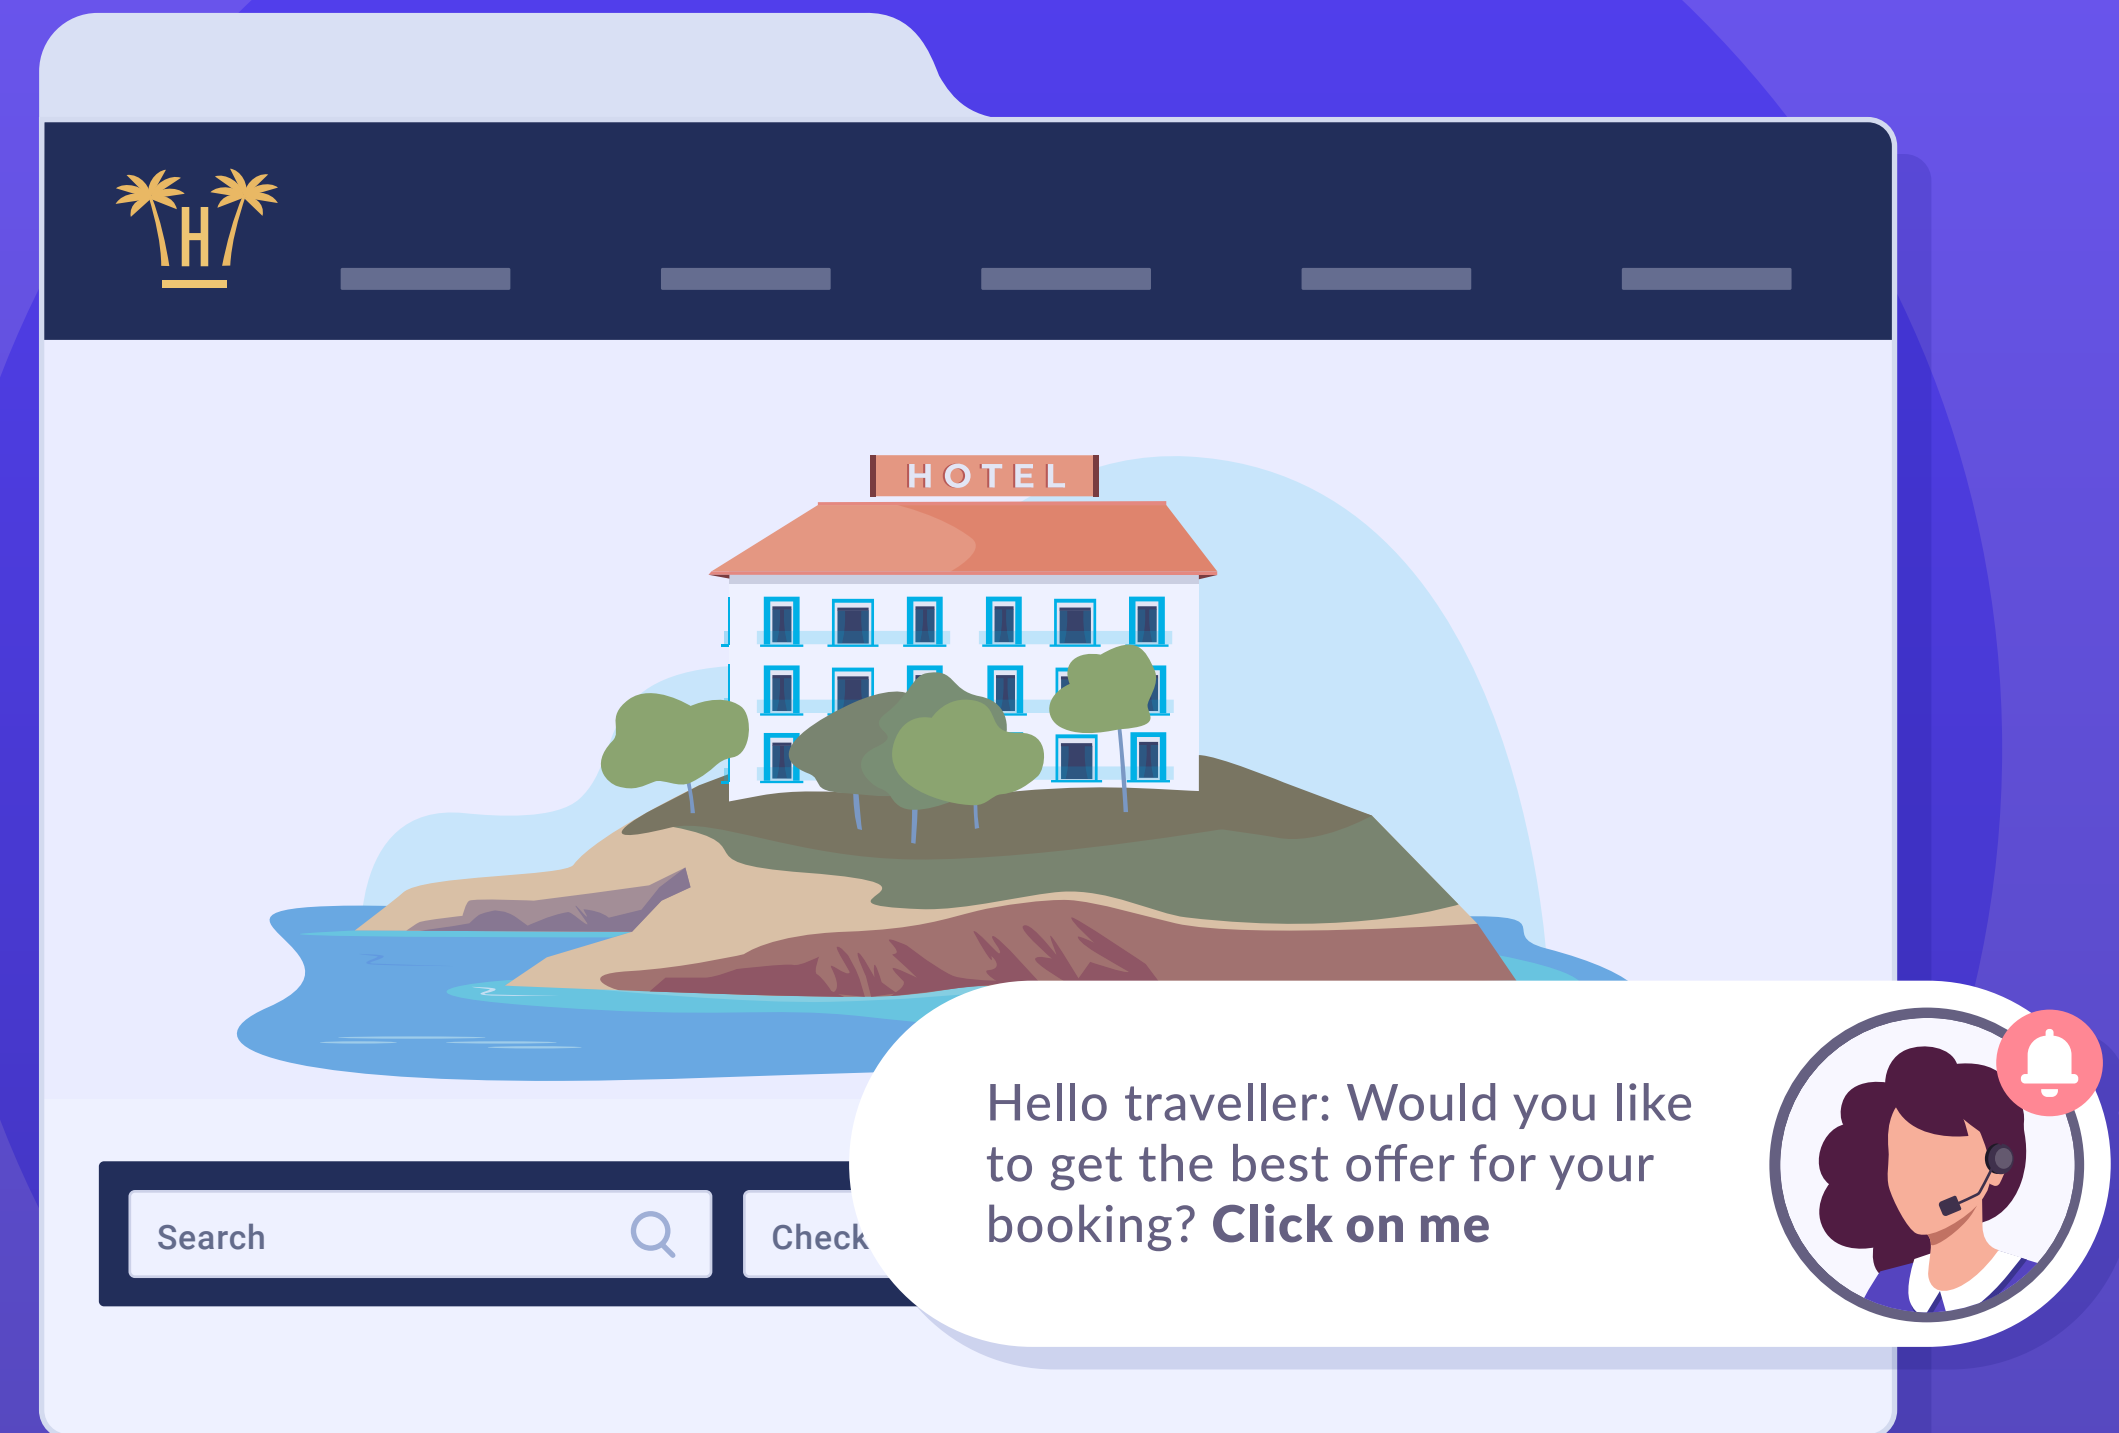 H
HOTEL
Hello traveller: Would you like
to get the best offer for your
booking? Click on me
Search
Check